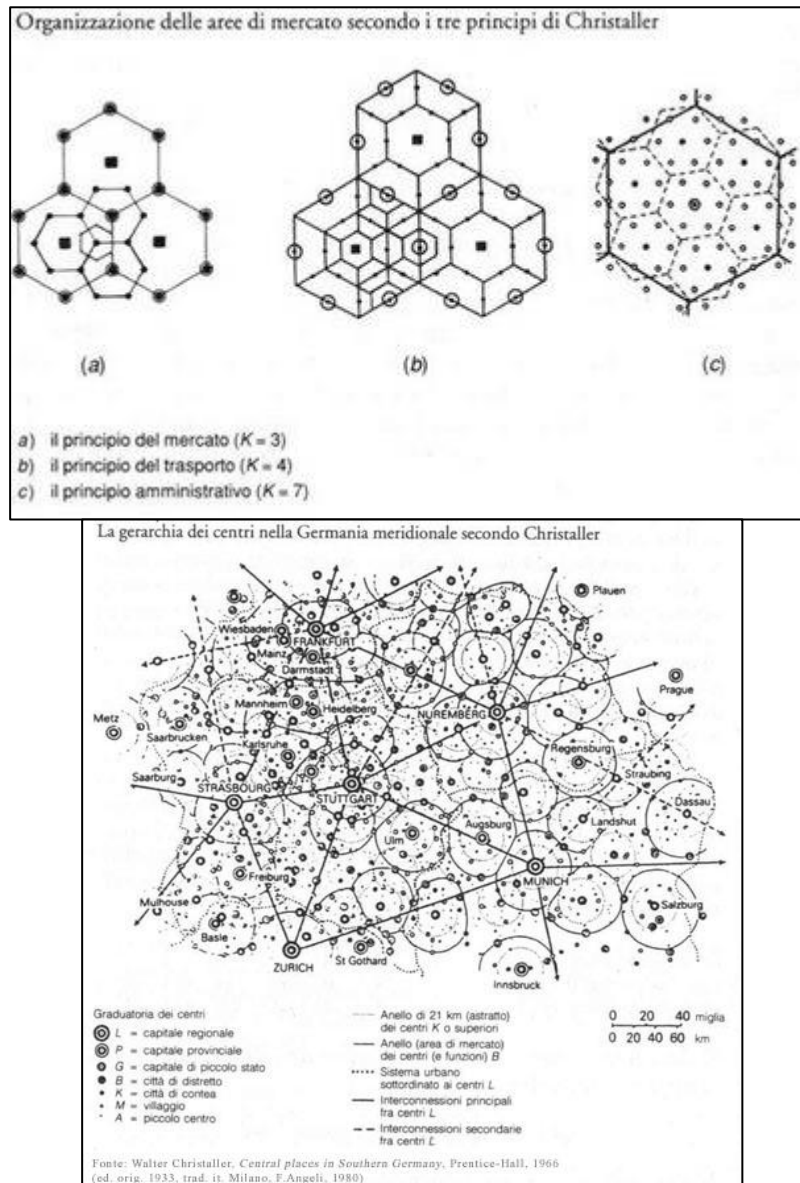 Organizzazione delle aree di mercato secondo i tre principi di Christaller
(a)
(b)
(c)
a) il principio del mercato (K = 3)
b) il principio del trasporto (K = 4)
c) il principio amministrativo (K = 7)
La gerarchia dei centri nella Germania meridionale secondo Christaller
Plauen
Wiesbaden
FRANKFURT
Mainz
Darmstadt
Prague
Mannheim
Heidelberg
NUREMBERG
Metz
Saarbrucken
Karlsruhe
Regensburg
Saarburg
STRASBOURG
STUTTGART
Straubing
Dassau
Ulm
Augsburg
Landshut
Freiburg
MUNICH
Mulhouse
Salzburg
Basle
ZURICH
St Gothard
Innsbruck
Graduatoria dei centri
L = capitale regionale
P = capitale provinciale
G = capitale di piccolo stato
B = città di distretto
K = città di contea
M = villaggio
A = piccolo centro
Anello di 21 km (astratto)
dei centri K o superiori
Anello (area di mercato)
dei centri (e funzioni) B
Sistema urbano
sottordinato ai centri L
Interconnessioni principali
fra centri L
Interconnessioni secondarie
fra centri L
0 20 40 miglia
0 20 40 60 km
Fonte: Walter Christaller, Central places in Southern Germany, Prentice-Hall, 1966
(ed. orig. 1933, trad. it. Milano, F.Angeli, 1980)